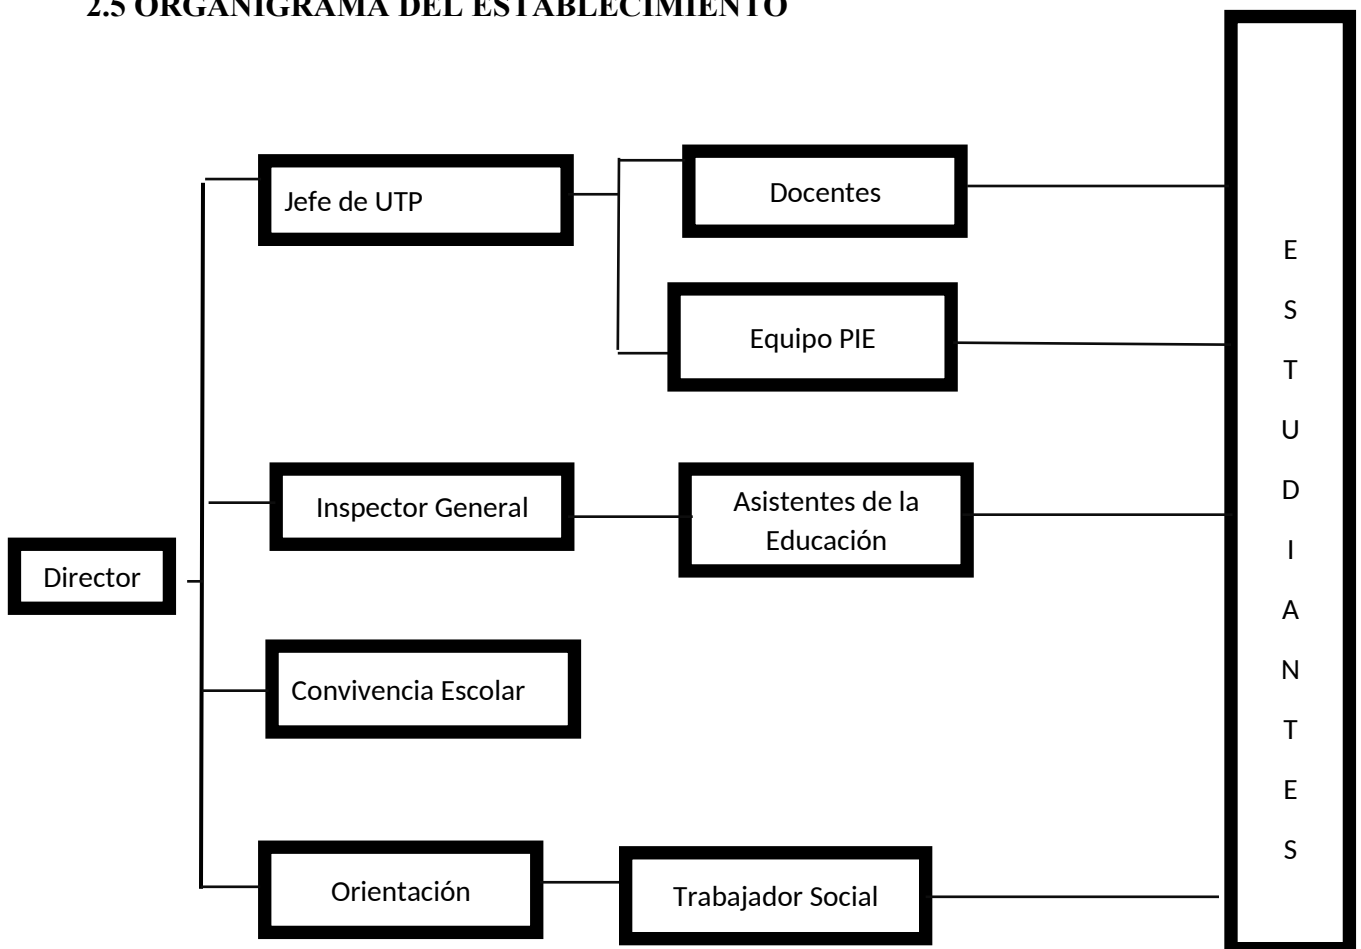 2.5 ORGANIGRAMA DEL ESTABLECIMIENTO
Jefe de UTP
Docentes
Equipo PIE
Inspector General
Asistentes de la
Educación
Director
Convivencia Escolar
Orientación
Trabajador Social
E
S
T
U
D
I
A
N
T
E
S